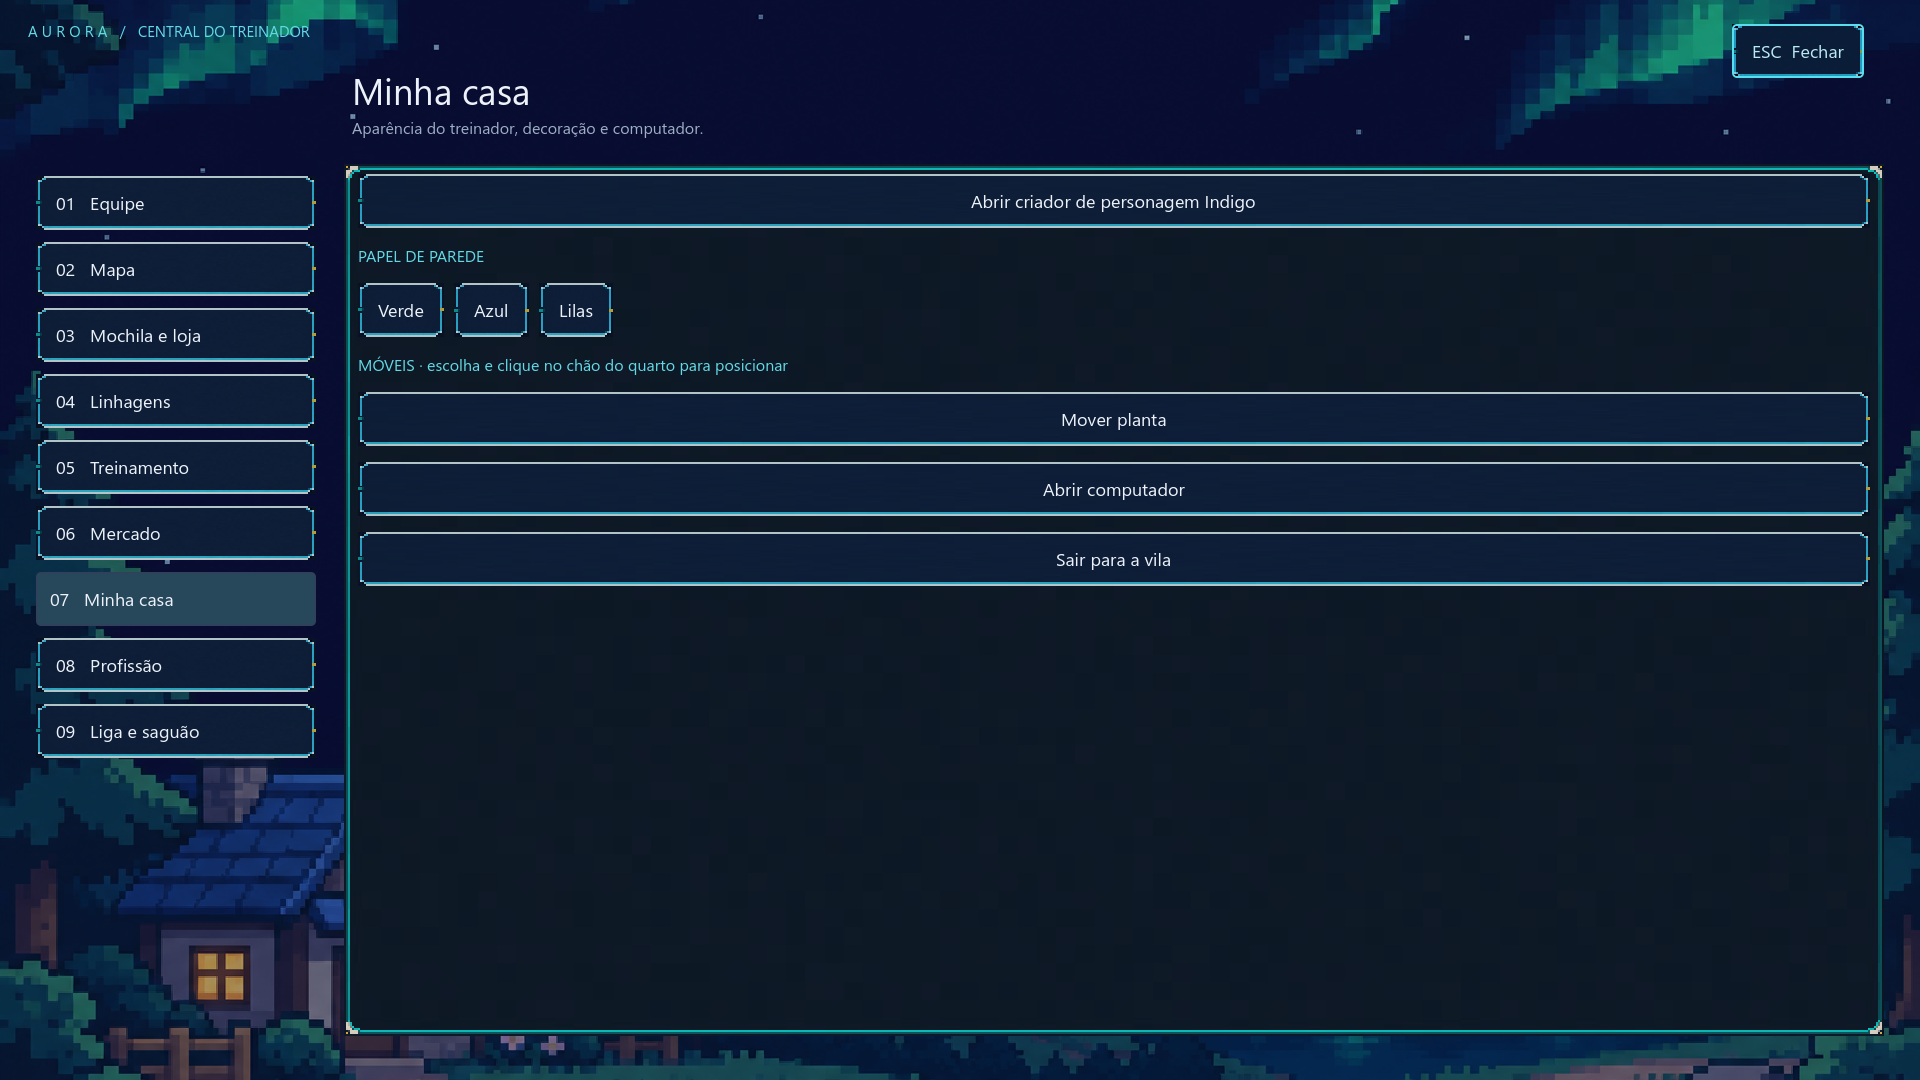 AURORA / CENTRAL DO TREINADOR
ESC Fechar
Minha casa
Aparência do treinador, decoração e computador.
01 Equipe
02 Mapa
03 Mochila e loja
04 Linhagens
05 Treinamento
06 Mercado
07 Minha casa
08 Profissão
09 Liga e saguão
Abrir criador de personagem Indigo
PAPEL DE PAREDE
Verde Azul Lilas
MÓVEIS · escolha e clique no chão do quarto para posicionar
Mover planta
Abrir computador
Sair para a vila